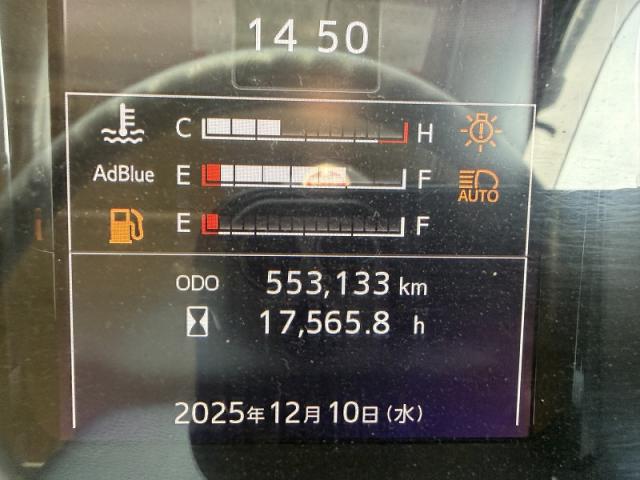 14 50
C H
AdBlue E F
AUTO
E F
ODO 553,133 km
17,565.8 h
2025年12月10日(水)